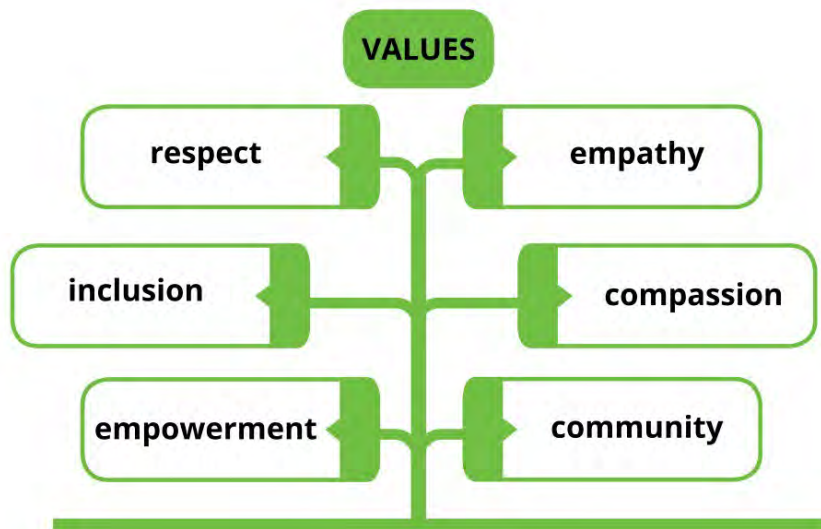 VALUES
respect
empathy
inclusion
compassion
empowerment
community